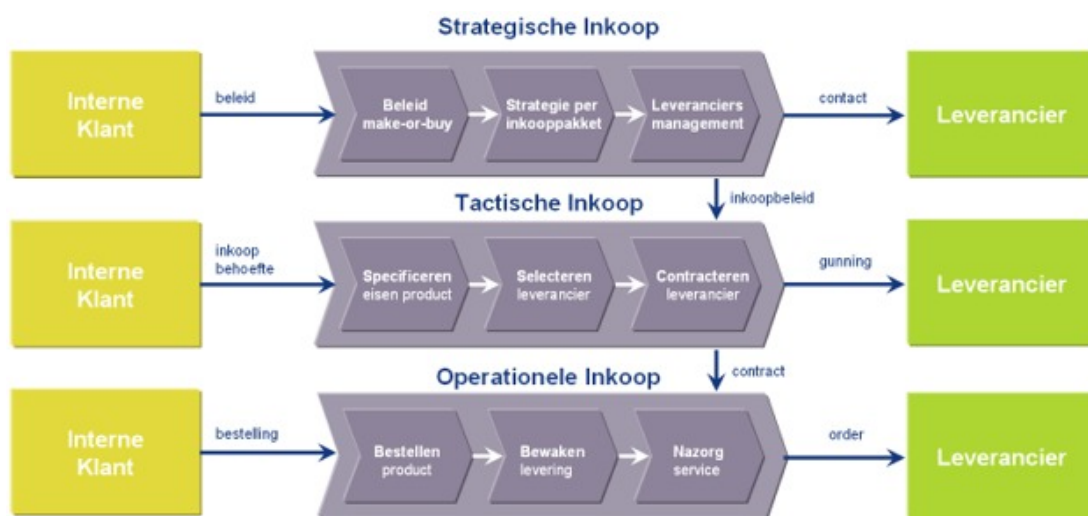 Strategische Inkoop
Interne
Klant
beleid
Beleid
make-or-buy
Strategie per
inkooppakket
Leveranciers
management
contact
Leverancier
inkoopbeleid
Tactische Inkoop
Interne
Klant
inkoop
behoefte
Specificeren
eisen product
Selecteren
leverancier
Contracteren
leverancier
gunning
Leverancier
contract
Operationele Inkoop
Interne
Klant
bestelling
Bestellen
product
Bewaken
levering
Nazorg
service
order
Leverancier